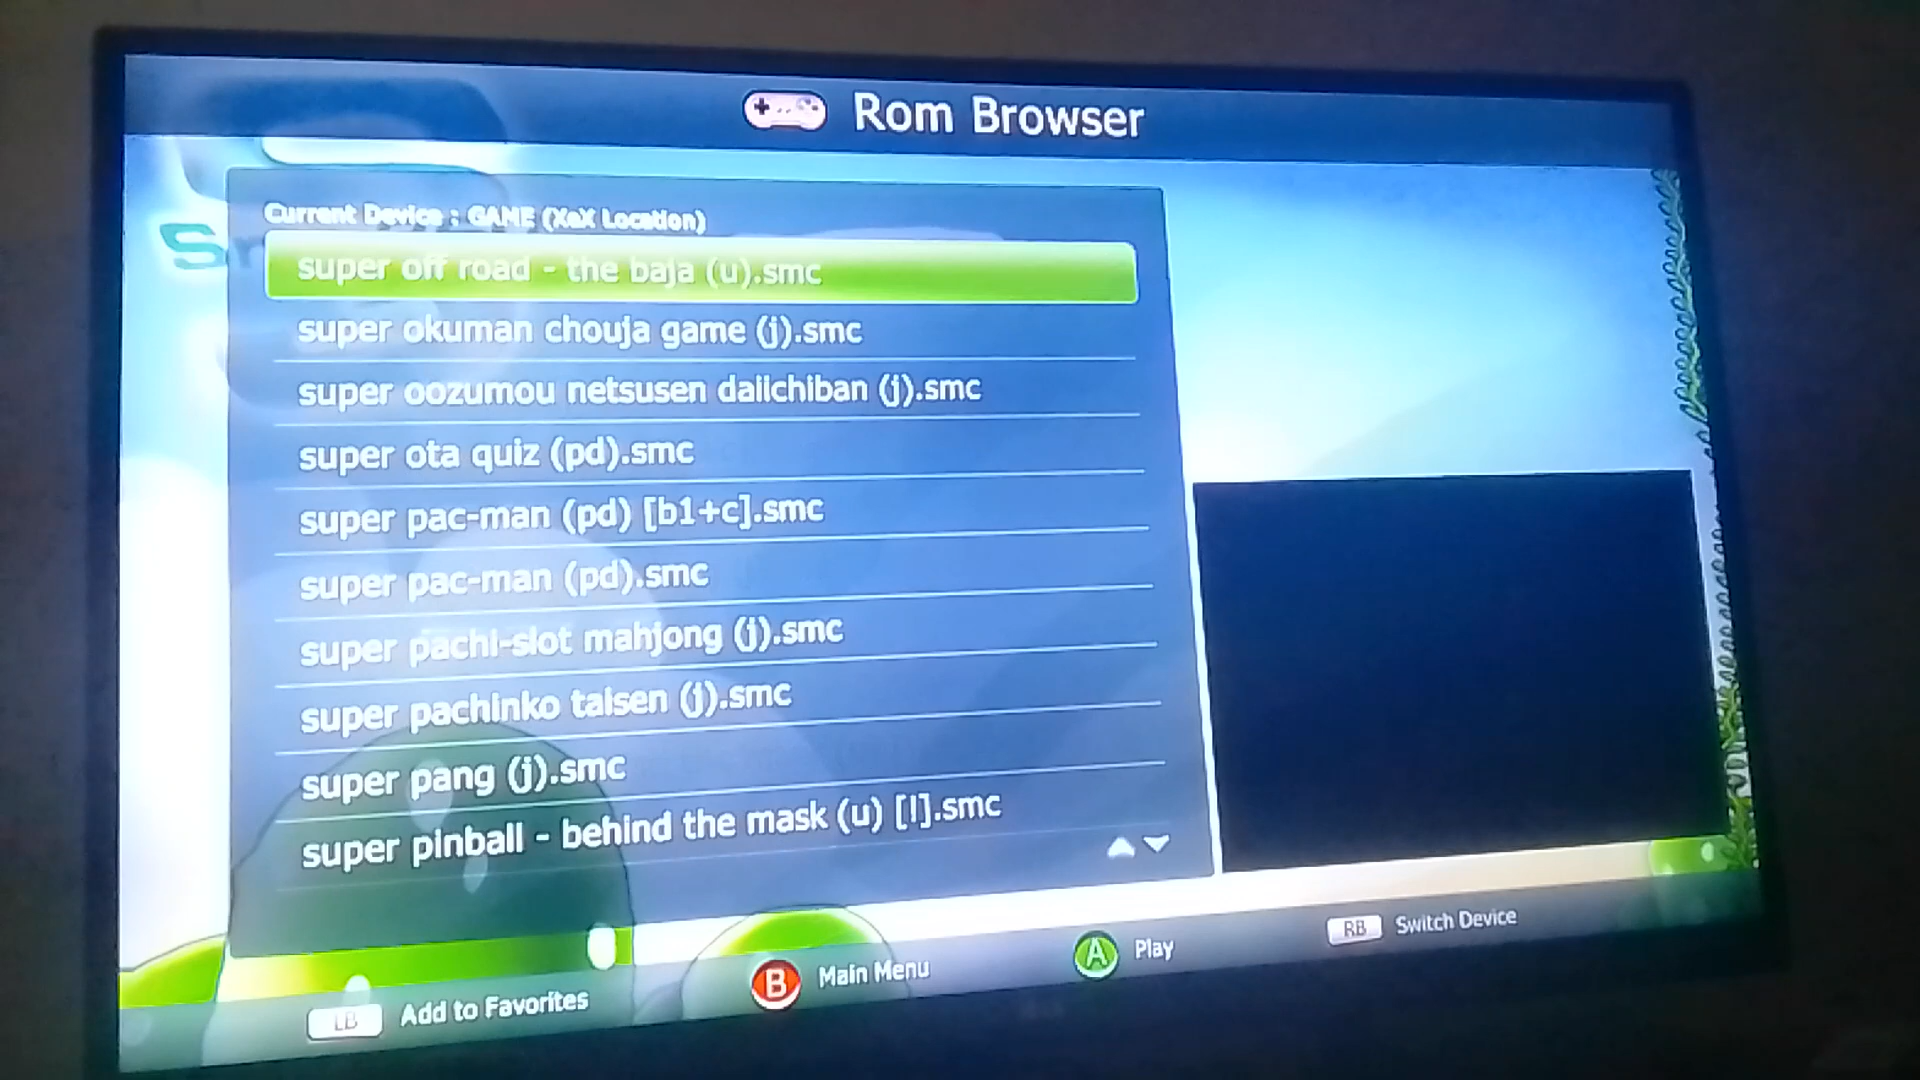 Rom Browser
Current Device : GAME (XeX Location)
super off road - the baja (u).smc
super okuman chouja game (j).smc
super oozumou netsusen daiichiban (j).smc
super ota quiz (pd).smc
super pac-man (pd) [b1+c].smc
super pac-man (pd).smc
super pachi-slot mahjong (j).smc
super pachinko taisen (j).smc
super pang (j).smc
super pinball - behind the mask (u) [!].smc
LB Add to Favorites
B Main Menu
A Play
RB Switch Device